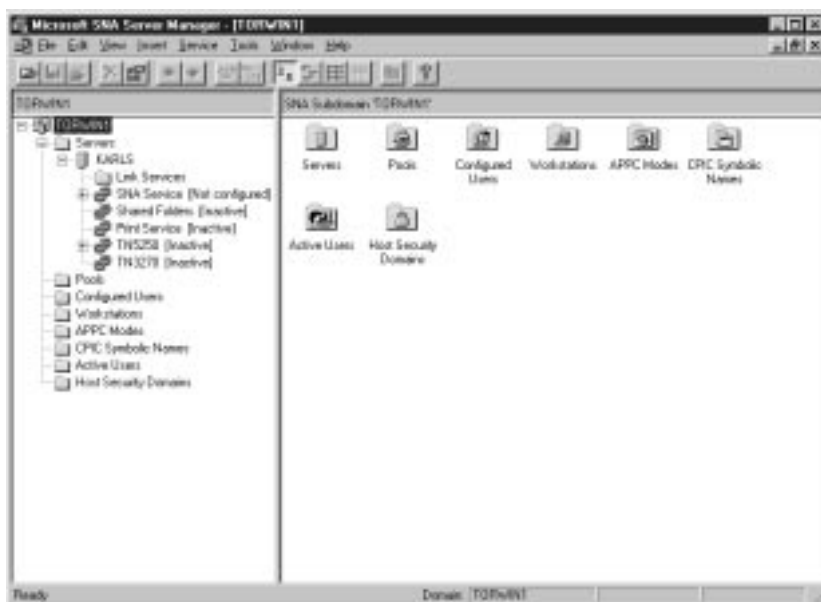 Microsoft SNA Server Manager - [TORWIN1]
File Edit View Insert Service Tools Window Help
TORWIN1
SNA Subdomain 'TORWIN1'
TORWIN1
Servers
KARLS
Link Services
SNA Service [Not configured]
Shared Folders [Inactive]
Print Service [Inactive]
TN5250 [Inactive]
TN3270 [Inactive]
Pools
Configured Users
Workstations
APPC Modes
CPIC Symbolic Names
Active Users
Host Security Domains
Servers
Pools
Configured Users
Workstations
APPC Modes
CPIC Symbolic Names
Active Users
Host Security Domains
Ready
Domain: TORWIN1